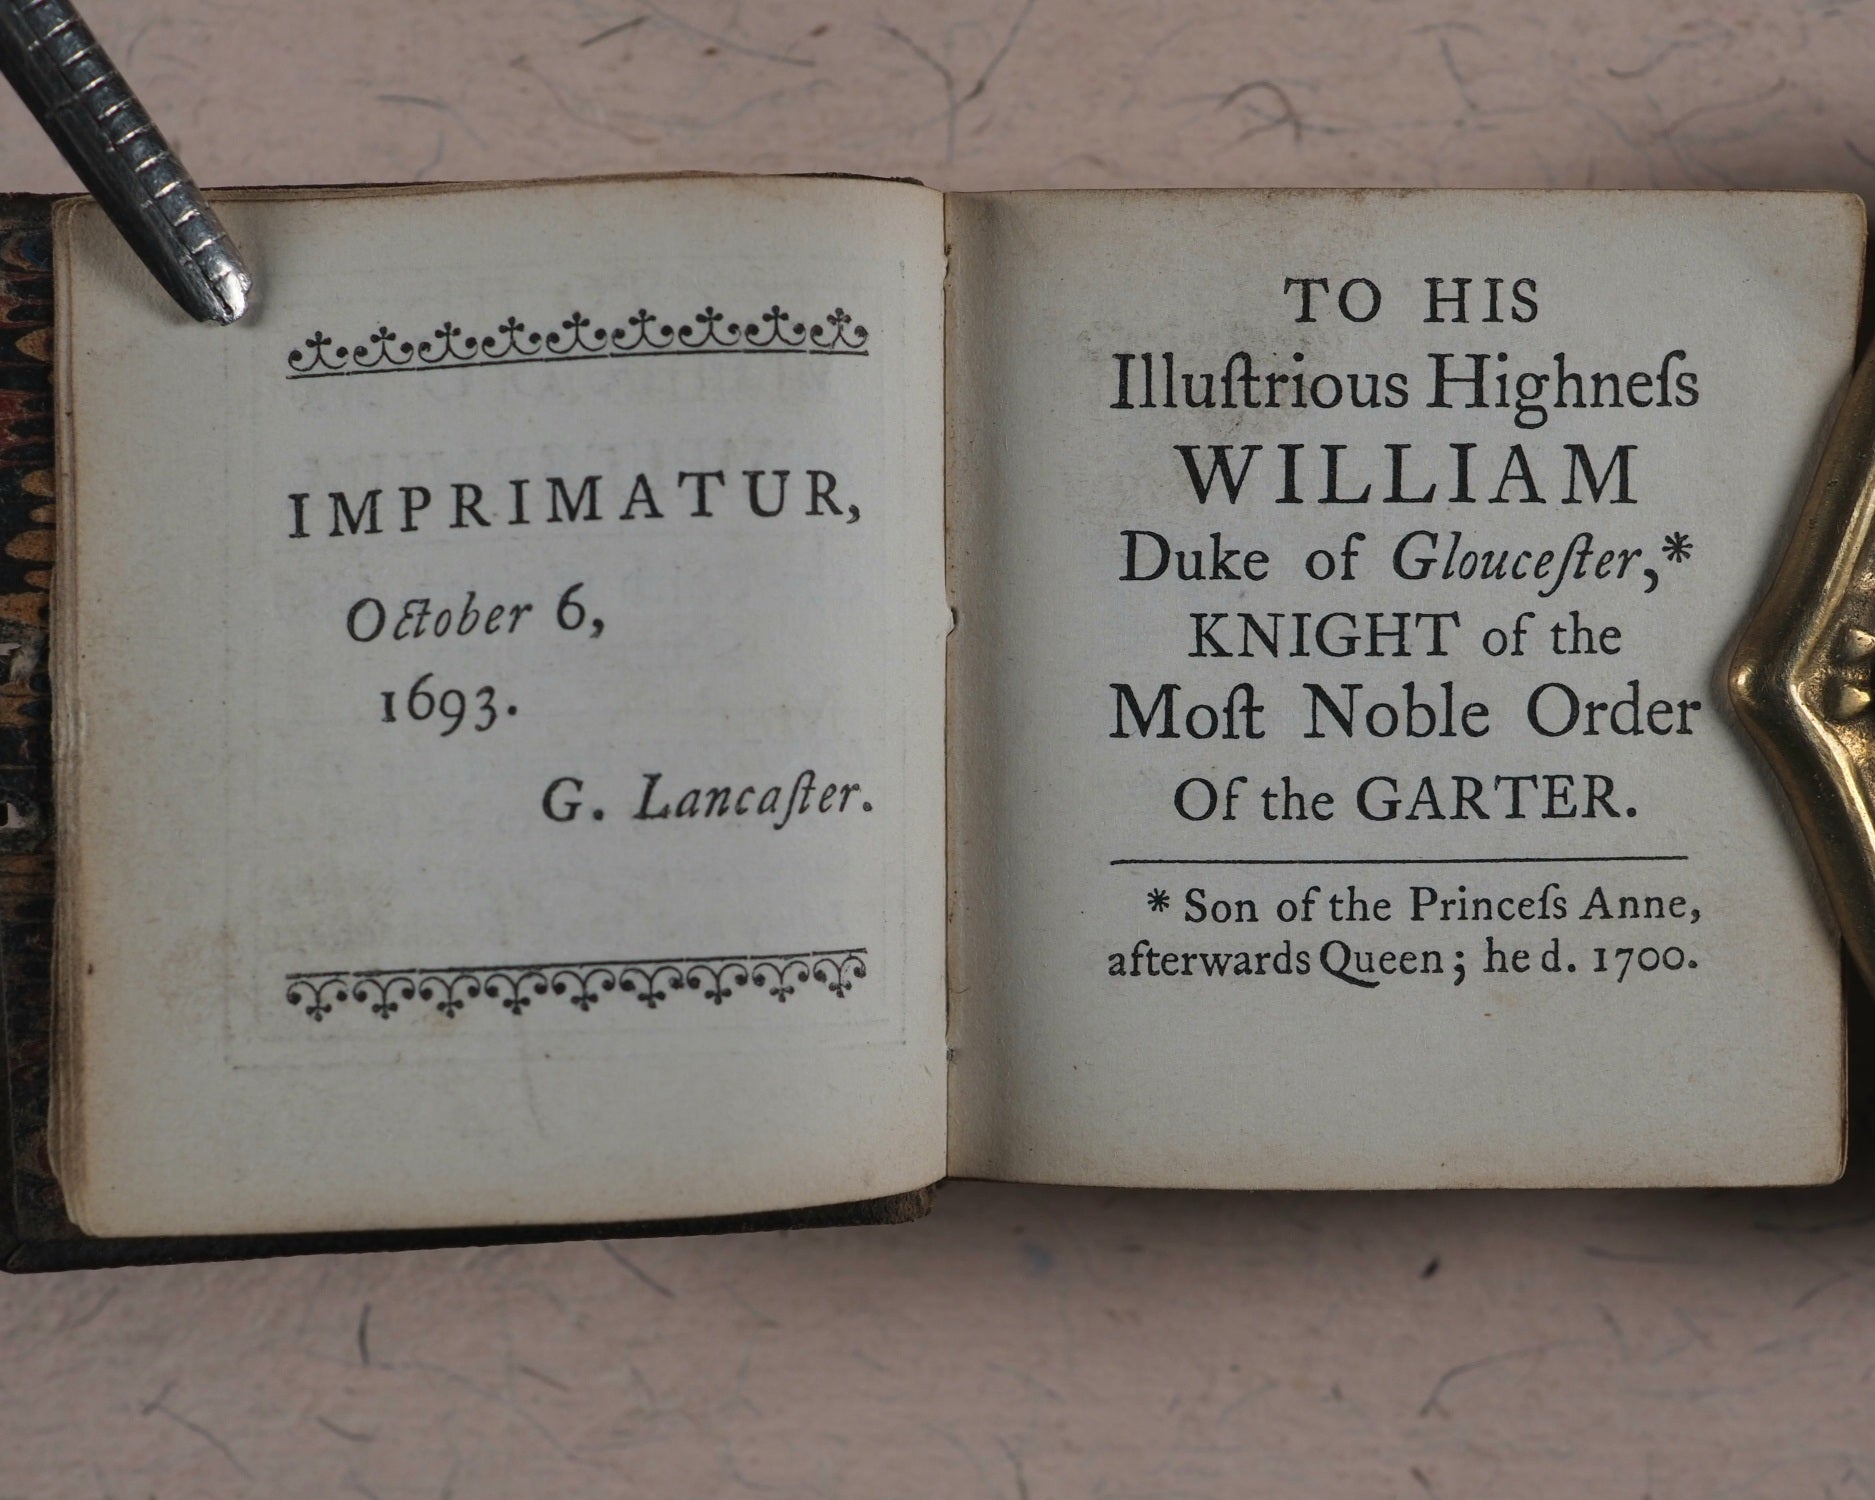 IMPRIMATUR,
October 6,
1693.
G. Lancaſter.
TO HIS
Illuſtrious Highneſs
WILLIAM
Duke of Glouceſter,*
KNIGHT of the
Moſt Noble Order
Of the GARTER.
* Son of the Princeſs Anne,
afterwards Queen; he d. 1700.